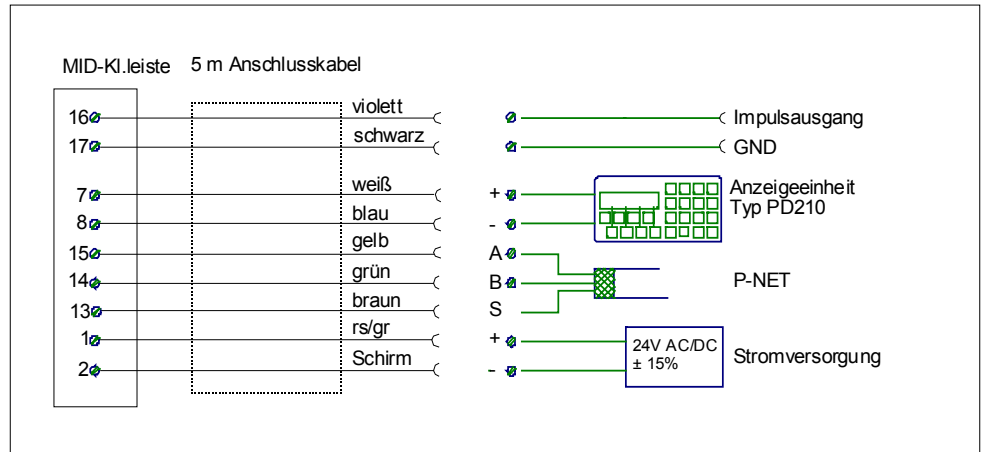 MID-Kl.leiste 5 m Anschlusskabel
16 violett Impulsausgang
17 schwarz GND
7 weiß + Anzeigeeinheit
Typ PD210
8 blau -
15 gelb A
14 grün B P-NET
13 braun S
1 rs/gr + 24V AC/DC
± 15% Stromversorgung
2 Schirm -